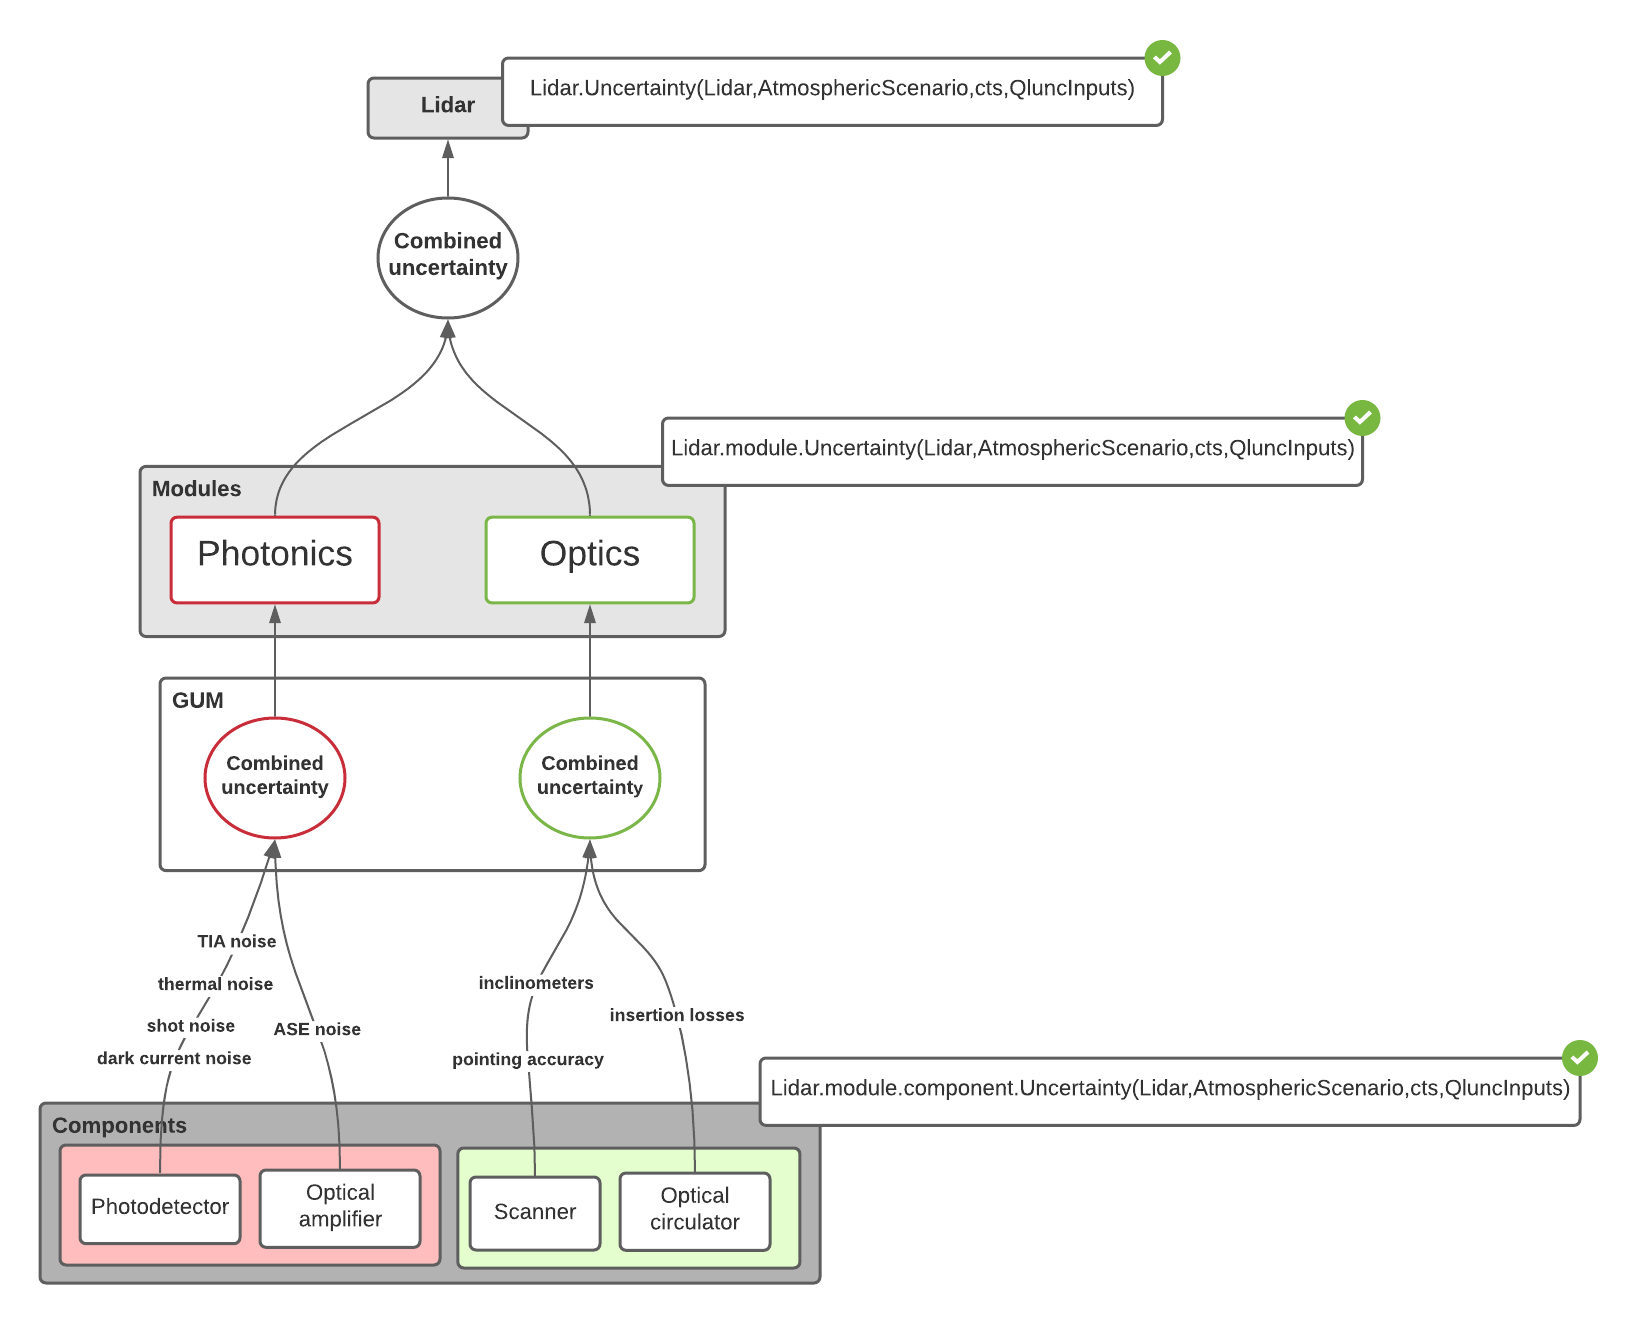 Lidar
Lidar.Uncertainty(Lidar,AtmosphericScenario,cts,QluncInputs)
Combined
uncertainty
Lidar.module.Uncertainty(Lidar,AtmosphericScenario,cts,QluncInputs)
Modules
Photonics
Optics
GUM
Combined
uncertainty
Combined
uncertainty
TIA noise
thermal noise
shot noise
dark current noise
ASE noise
inclinometers
pointing accuracy
insertion losses
Lidar.module.component.Uncertainty(Lidar,AtmosphericScenario,cts,QluncInputs)
Components
Photodetector
Optical
amplifier
Scanner
Optical
circulator